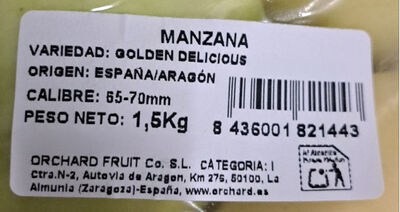 MANZANA
VARIEDAD: GOLDEN DELICIOUS
ORIGEN: ESPAÑA/ARAGÓN
CALIBRE: 65-70mm
PESO NETO: 1,5Kg
8 436001 821443
ORCHARD FRUIT Co. S.L. CATEGORIA: I
Ctra.N-2, Autovia de Aragon, Km 276, 50100, La
Almunia (Zaragoza)-España, www.orchard.es